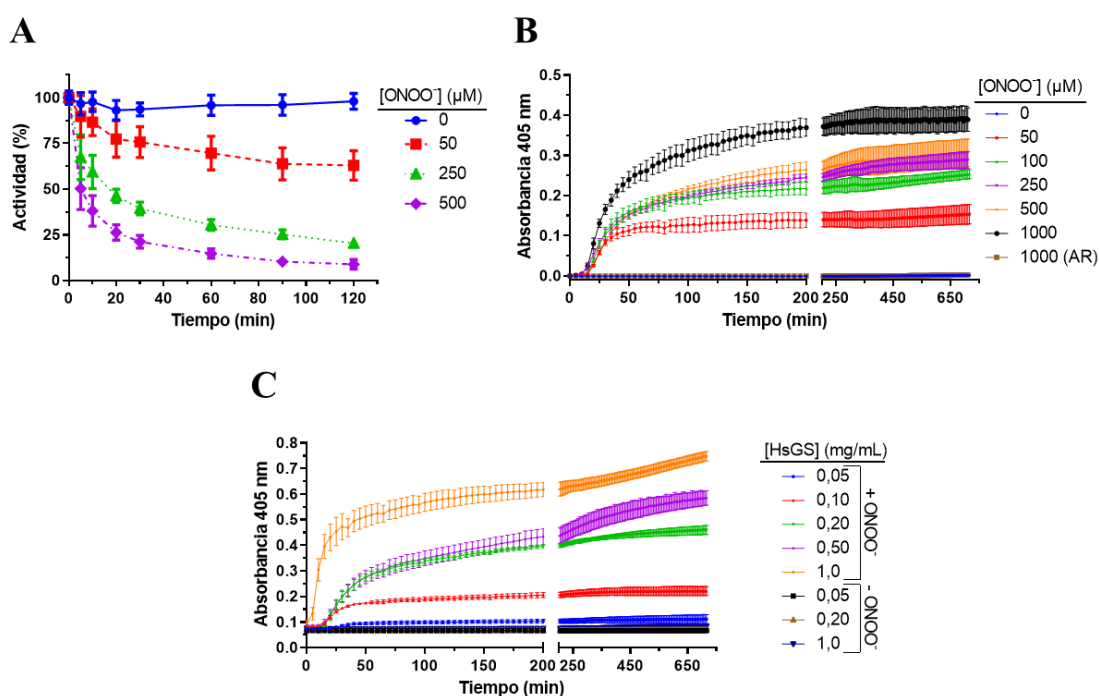 A
Actividad (%)
100
75
50
25
0
0 20 40 60 80 100 120
Tiempo (min)
[ONOO⁻] (µM)
0
50
250
500
B
Absorbancia 405 nm
0.5
0.4
0.3
0.2
0.1
0.0
0 50 100 150 200 250 450 650
Tiempo (min)
[ONOO⁻] (µM)
0
50
100
250
500
1000
1000 (AR)
C
Absorbancia 405 nm
0.8
0.7
0.6
0.5
0.4
0.3
0.2
0.1
0.0
0 50 100 150 200 250 450 650
Tiempo (min)
[HsGS] (mg/mL)
0,05
0,10
0,20
0,50
1,0
+ ONOO⁻
0,05
0,20
1,0
- ONOO⁻